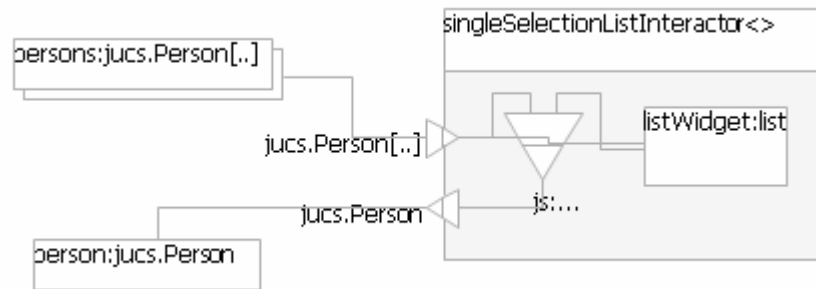 singleSelectionListInteractor<>
persons:jucs.Person[..]
listWidget:list
jucs.Person[..]
js:...
jucs.Person
person:jucs.Person